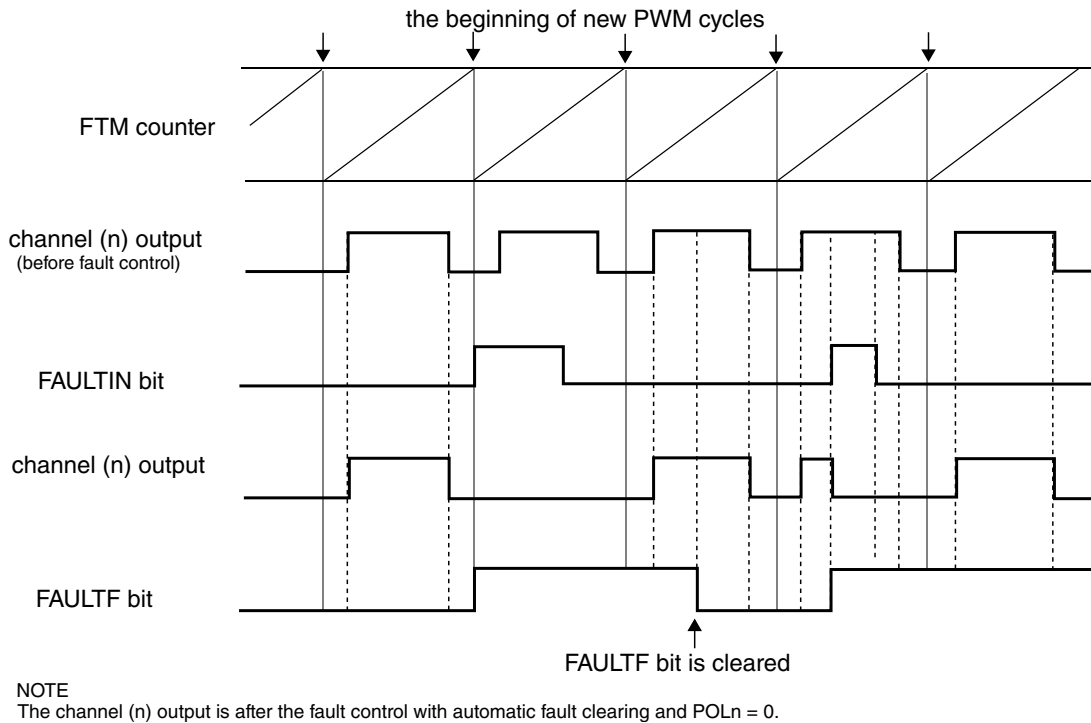 the beginning of new PWM cycles
FTM counter
channel (n) output
(before fault control)
FAULTIN bit
channel (n) output
FAULTF bit
FAULTF bit is cleared
NOTE
The channel (n) output is after the fault control with automatic fault clearing and POLn = 0.